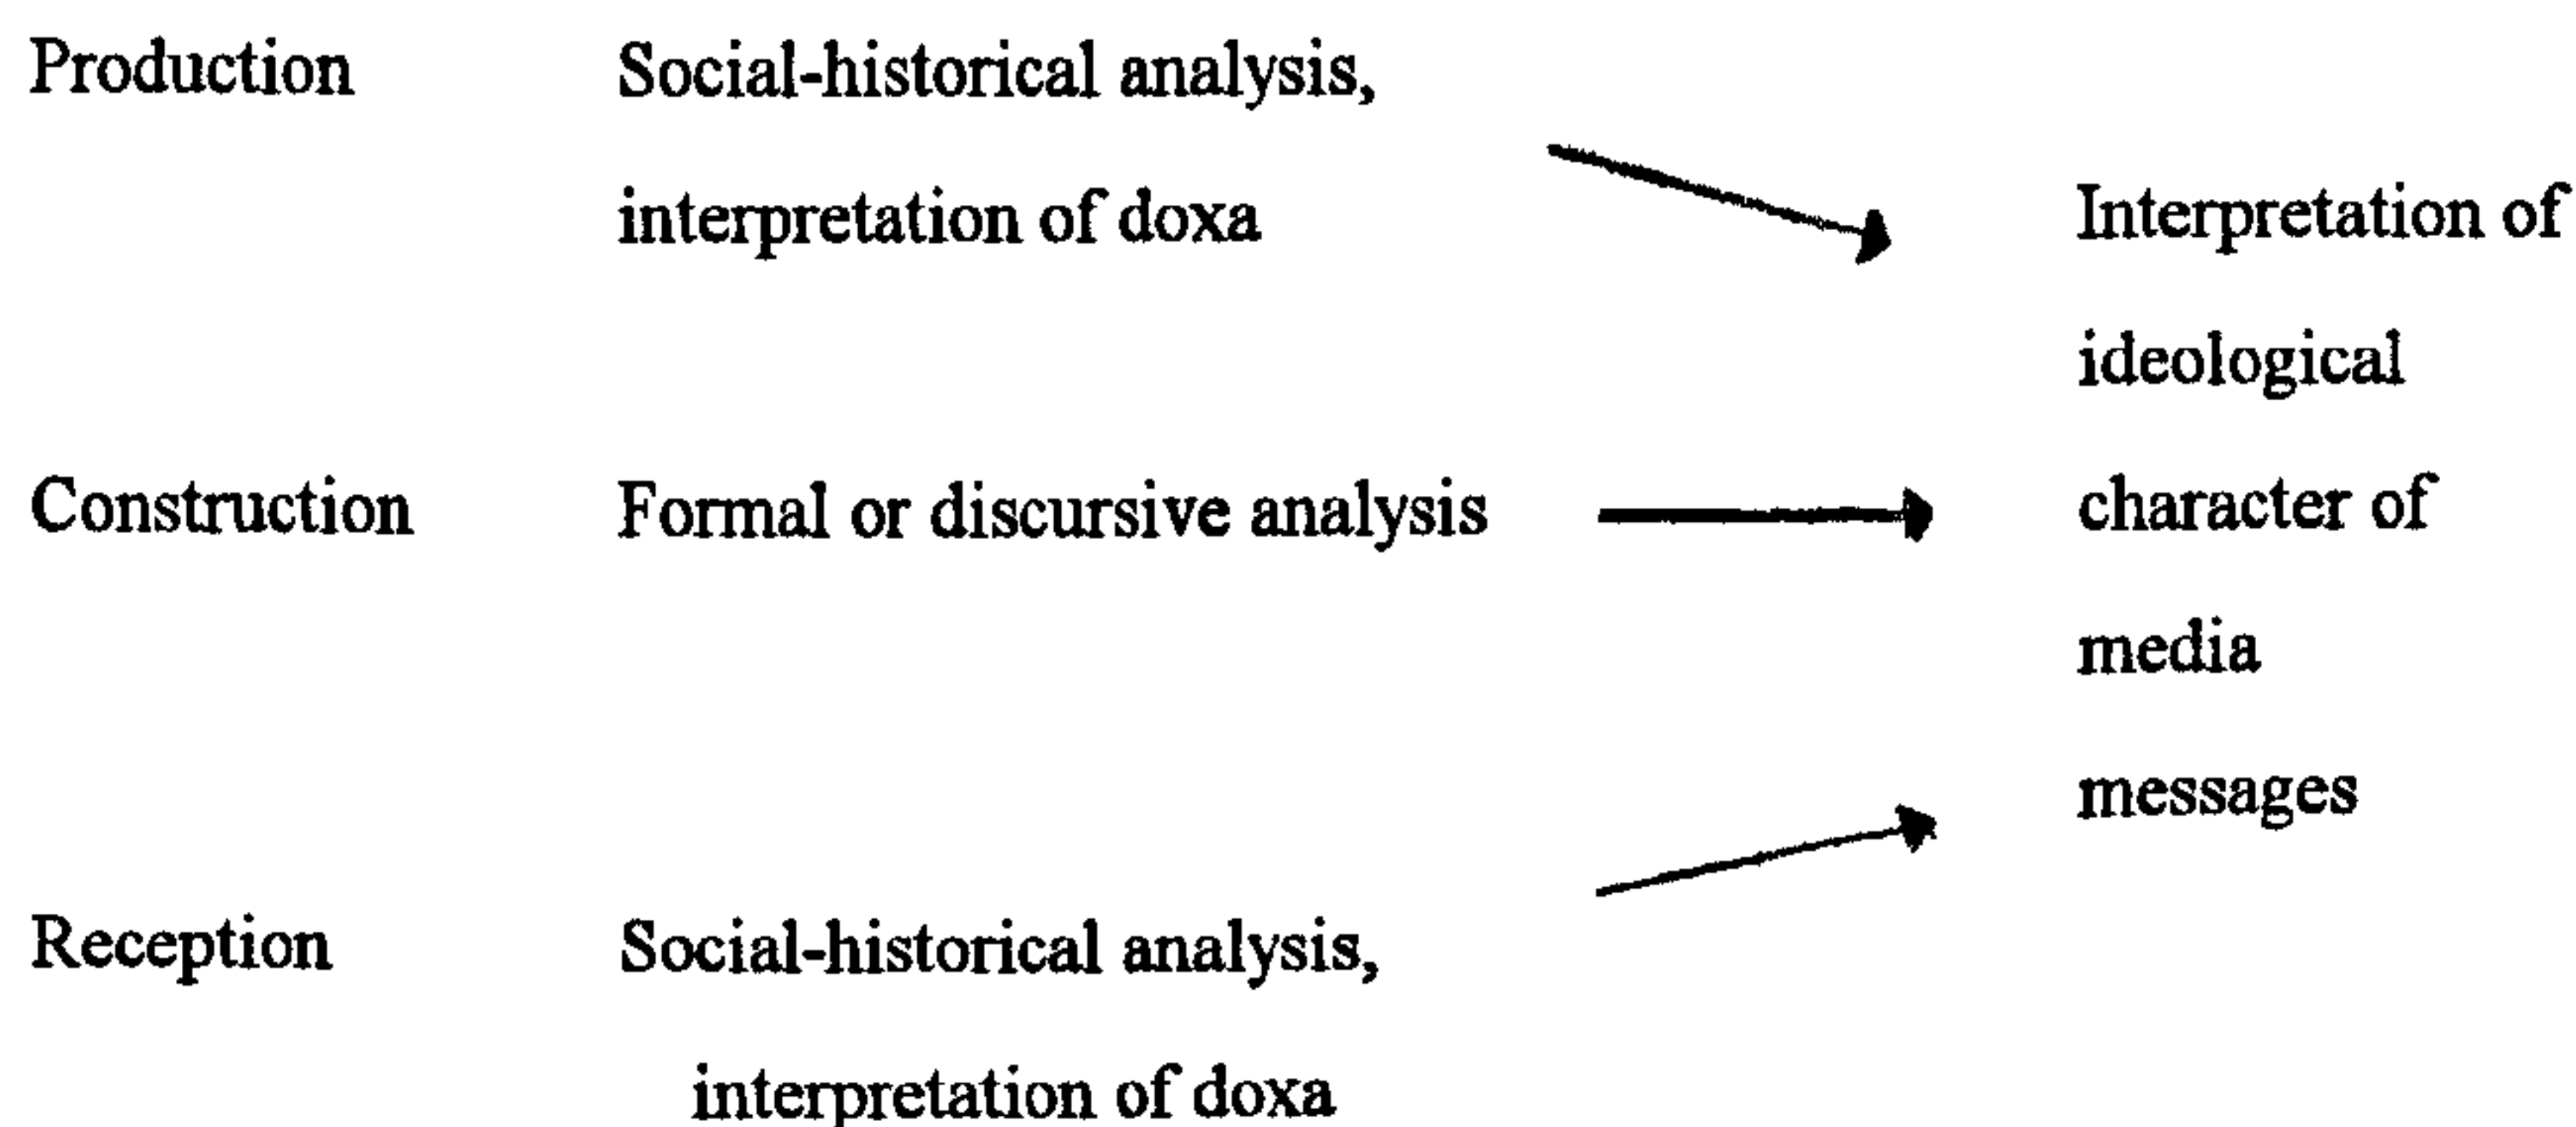 Production
Social-historical analysis,
interpretation of doxa
Construction
Formal or discursive analysis
Reception
Social-historical analysis,
interpretation of doxa
Interpretation of
ideological
character of
media
messages